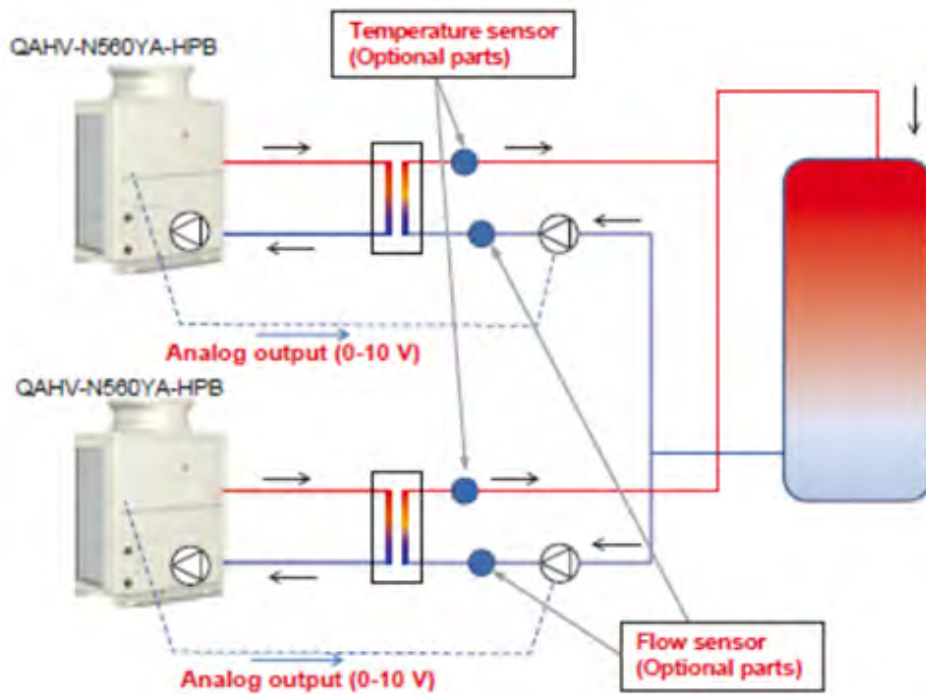 Temperature sensor
(Optional parts)
QAHV-N560YA-HPB
Analog output (0-10 V)
QAHV-N560YA-HPB
Flow sensor
(Optional parts)
Analog output (0-10 V)